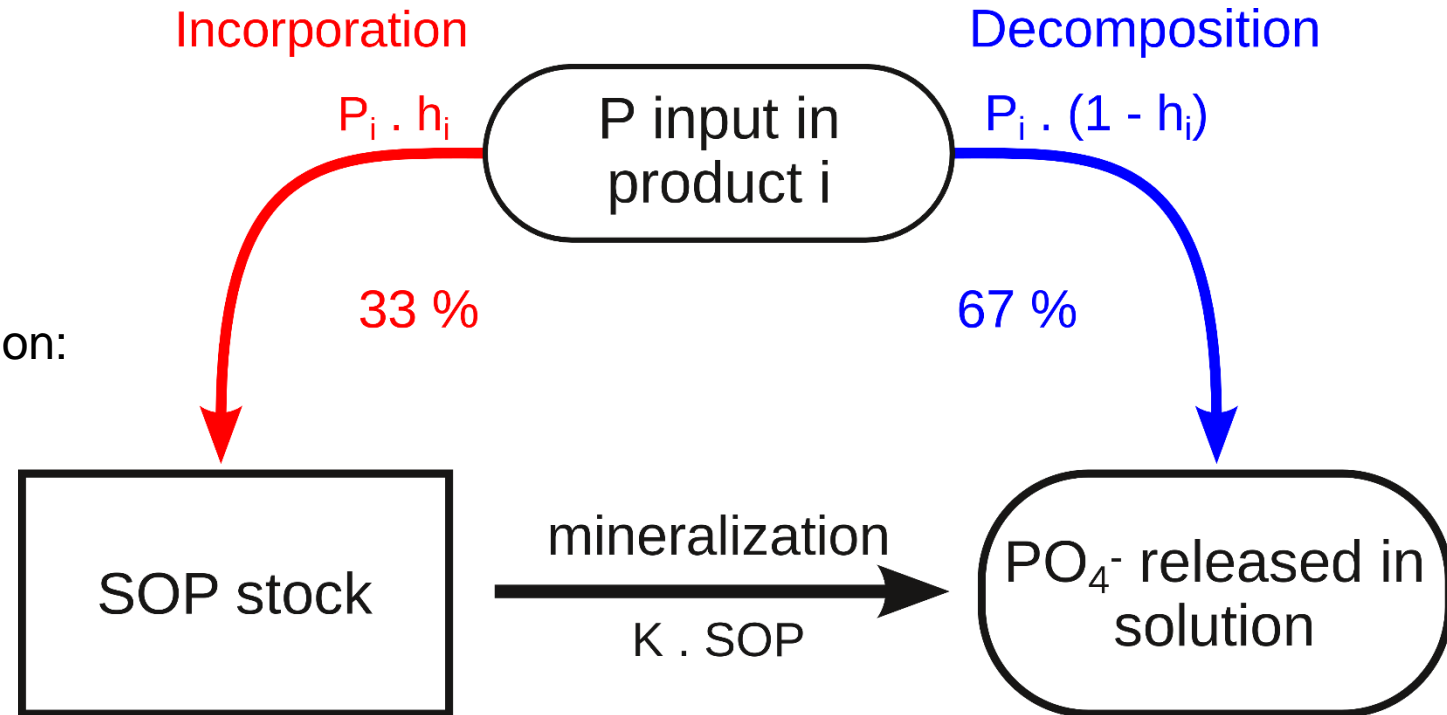 Incorporation
Decomposition
Pi . hi
P input in
product i
Pi . (1 - hi)
33 %
67 %
on:
SOP stock
mineralization
K . SOP
PO4- released in
solution